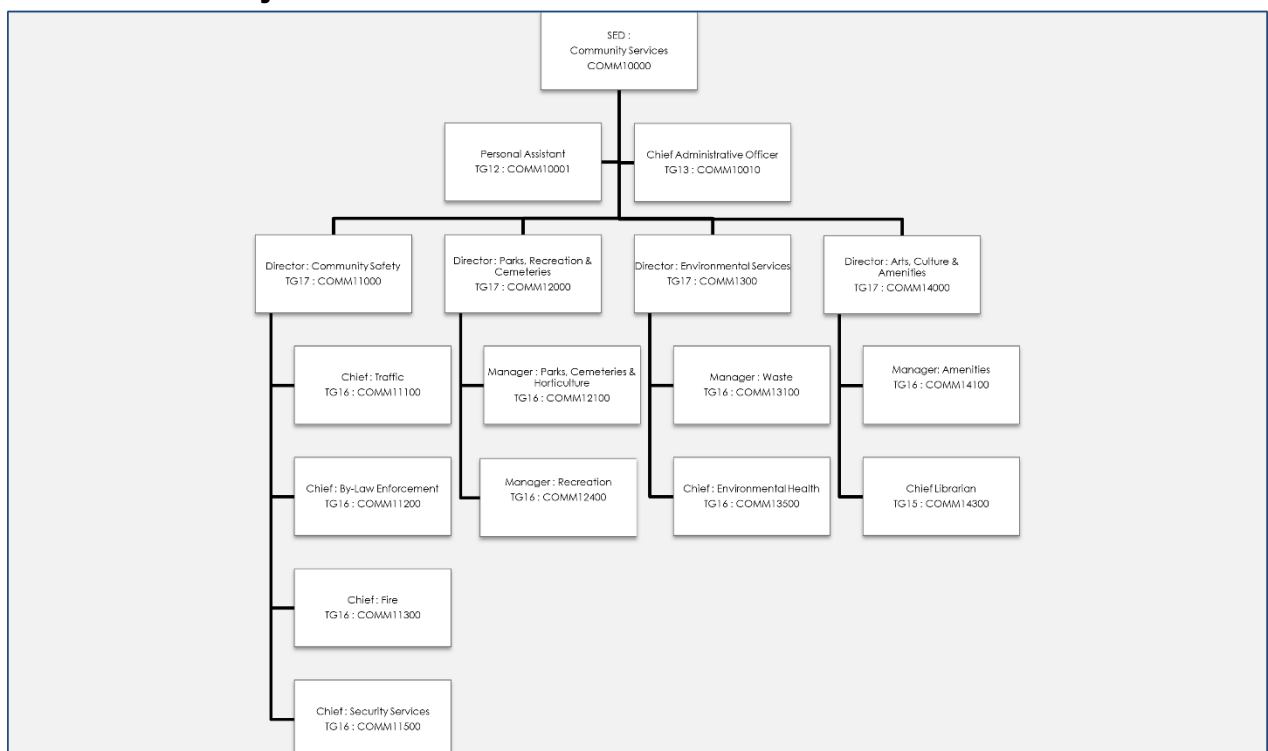 SED :
Community Services
COMM10000
Personal Assistant
TG12 : COMM10001
Chief Administrative Officer
TG13 : COMM10010
Director : Community Safety
TG17 : COMM11000
Director : Parks, Recreation &
Cemeteries
TG17 : COMM12000
Director : Environmental Services
TG17 : COMM1300
Director : Arts, Culture &
Amenities
TG17 : COMM14000
Chief : Traffic
TG16 : COMM11100
Manager : Parks, Cemeteries &
Horticulture
TG16 : COMM12100
Manager : Waste
TG16 : COMM13100
Manager: Amenities
TG16 : COMM14100
Chief : By-Law Enforcement
TG16 : COMM11200
Manager : Recreation
TG16 : COMM12400
Chief : Environmental Health
TG16 : COMM13500
Chief Librarian
TG15 : COMM14300
Chief : Fire
TG16 : COMM11300
Chief : Security Services
TG16 : COMM11500